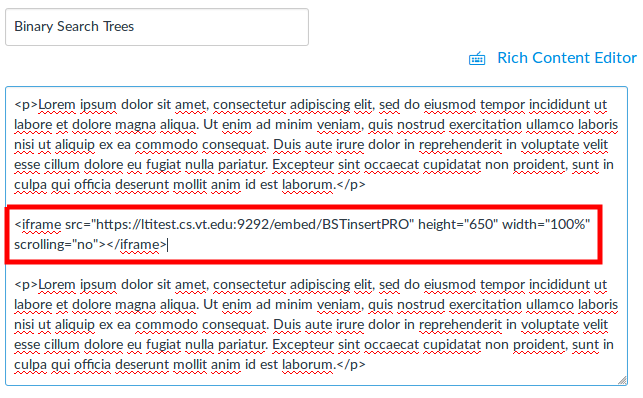 Binary Search Trees
Rich Content Editor
<p>Lorem ipsum dolor sit amet, consectetur adipiscing elit, sed do eiusmod tempor incididunt ut
labore et dolore magna aliqua. Ut enim ad minim veniam, quis nostrud exercitation ullamco laboris
nisi ut aliquip ex ea commodo consequat. Duis aute irure dolor in reprehenderit in voluptate velit
esse cillum dolore eu fugiat nulla pariatur. Excepteur sint occaecat cupidatat non proident, sunt in
culpa qui officia deserunt mollit anim id est laborum.</p>
<iframe src="https://ltitest.cs.vt.edu:9292/embed/BSTinsertPRO" height="650" width="100%"
scrolling="no"></iframe>
<p>Lorem ipsum dolor sit amet, consectetur adipiscing elit, sed do eiusmod tempor incididunt ut
labore et dolore magna aliqua. Ut enim ad minim veniam, quis nostrud exercitation ullamco laboris
nisi ut aliquip ex ea commodo consequat. Duis aute irure dolor in reprehenderit in voluptate velit
esse cillum dolore eu fugiat nulla pariatur. Excepteur sint occaecat cupidatat non proident, sunt in
culpa qui officia deserunt mollit anim id est laborum.</p>